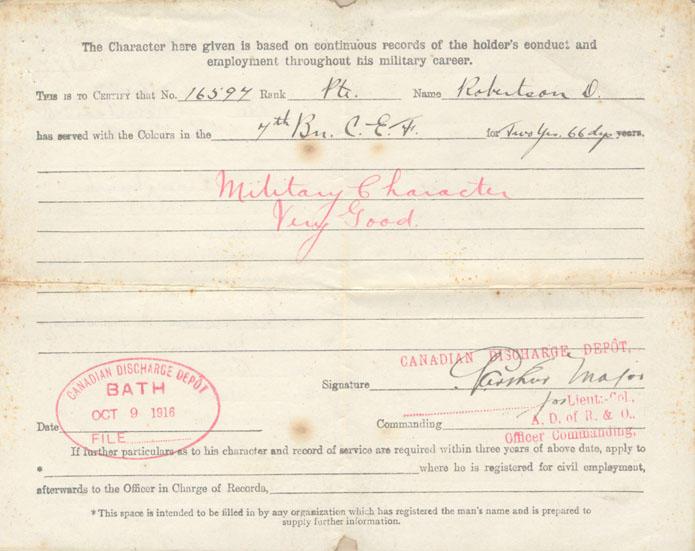 The Character here given is based on continuous records of the holder's conduct and
employment throughout his military career.
THIS IS TO CERTIFY that No. 16597 Rank Pte. Name Robertson D.
has served with the Colours in the 7th Bn. C.E.F. for Two Yrs. 66 dys years.
Military Character
Very Good.
CANADIAN DISCHARGE DEPÔT,
Signature Major
for Lieut.-Col.,
Commanding A. D. of R. & O.,
Officer Commanding,
CANADIAN DISCHARGE DEPÔT
BATH
OCT 9 1916
FILE
Date
If further particulars as to his character and record of service are required within three years of above date, apply to
* where he is registered for civil employment,
afterwards to the Officer in Charge of Records,
* This space is intended to be filled in by any organization which has registered the man's name and is prepared to
supply further information.